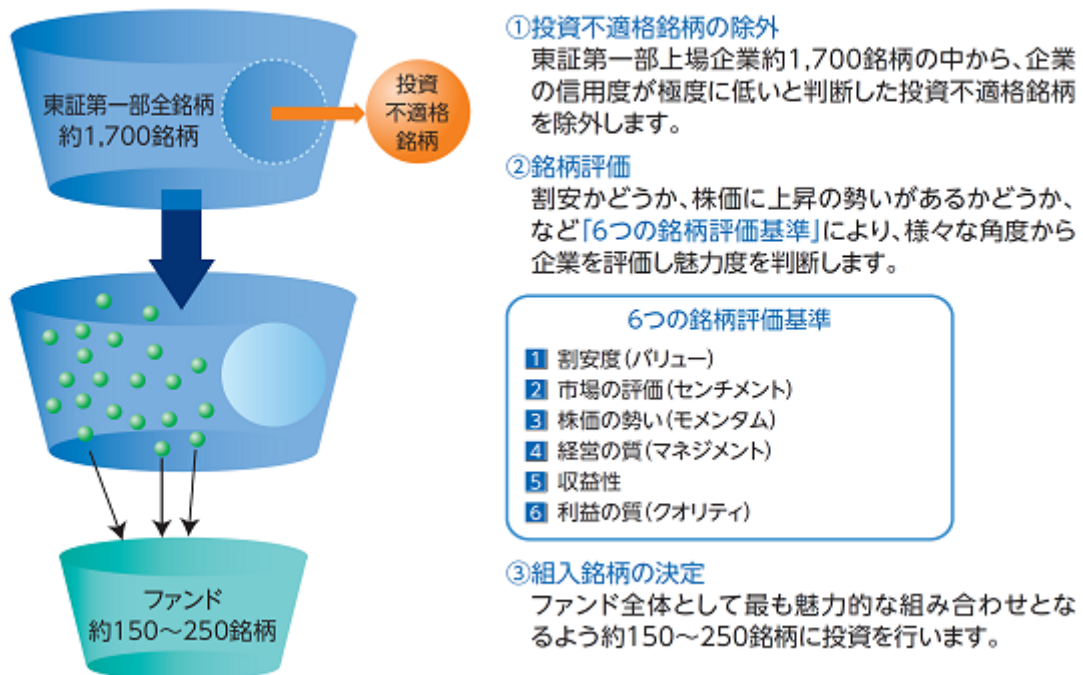 東証第一部全銘柄
約1,700銘柄
投資
不適格
銘柄
ファンド
約150～250銘柄
①投資不適格銘柄の除外
東証第一部上場企業約1,700銘柄の中から、企業
の信用度が極度に低いと判断した投資不適格銘柄
を除外します。
②銘柄評価
割安かどうか、株価に上昇の勢いがあるかどうか、
など「6つの銘柄評価基準」により、様々な角度から
企業を評価し魅力度を判断します。
6つの銘柄評価基準
1 割安度(バリュー)
2 市場の評価(センチメント)
3 株価の勢い(モメンタム)
4 経営の質(マネジメント)
5 収益性
6 利益の質(クオリティ)
③組入銘柄の決定
ファンド全体として最も魅力的な組み合わせとな
るよう約150～250銘柄に投資を行います。